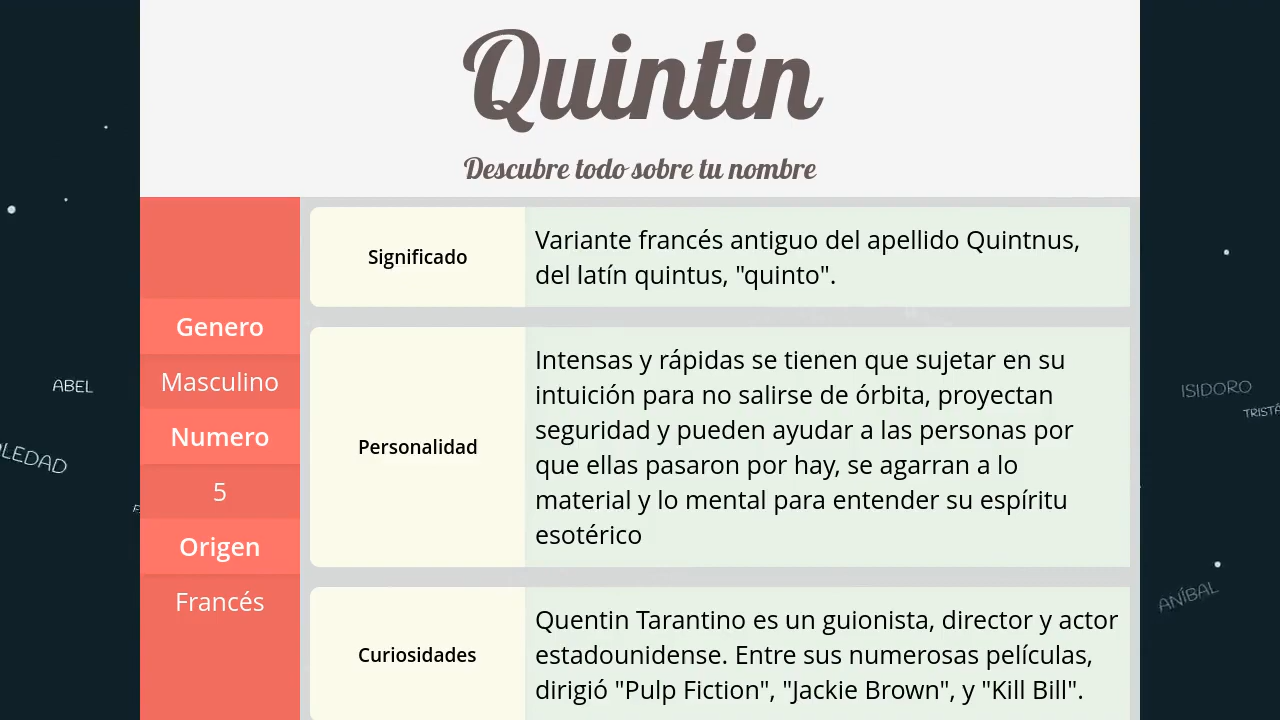 Quintin
Descubre todo sobre tu nombre
Genero
Masculino
Numero
5
Origen
Francés
Significado
Variante francés antiguo del apellido Quintnus,
del latín quintus, "quinto".
Personalidad
Intensas y rápidas se tienen que sujetar en su
intuición para no salirse de órbita, proyectan
seguridad y pueden ayudar a las personas por
que ellas pasaron por hay, se agarran a lo
material y lo mental para entender su espíritu
esotérico
Curiosidades
Quentin Tarantino es un guionista, director y actor
estadounidense. Entre sus numerosas películas,
dirigió "Pulp Fiction", "Jackie Brown", y "Kill Bill".
ABEL
OLEDAD
ISIDORO
TRISTÁ
ANÍBAL